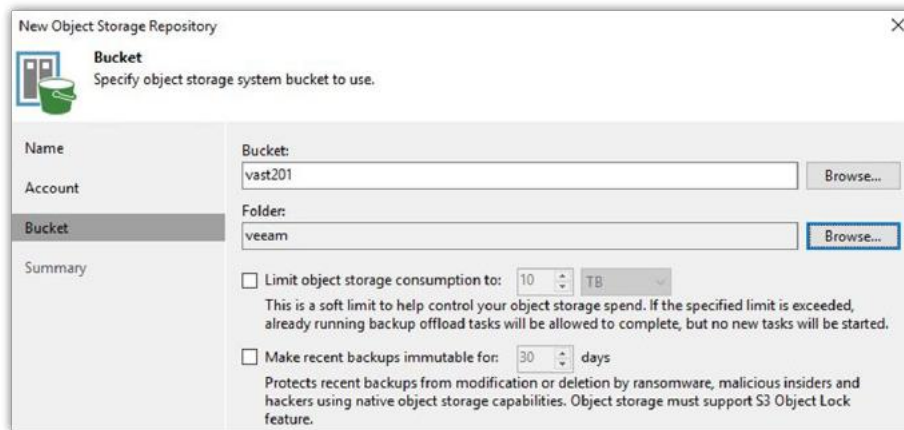 New Object Storage Repository
Bucket
Specify object storage system bucket to use.
Name
Account
Bucket
Summary
Bucket:
vast201
Browse...
Folder:
veeam
Browse...
Limit object storage consumption to: 10 TB
This is a soft limit to help control your object storage spend. If the specified limit is exceeded,
already running backup offload tasks will be allowed to complete, but no new tasks will be started.
Make recent backups immutable for: 30 days
Protects recent backups from modification or deletion by ransomware, malicious insiders and
hackers using native object storage capabilities. Object storage must support S3 Object Lock
feature.